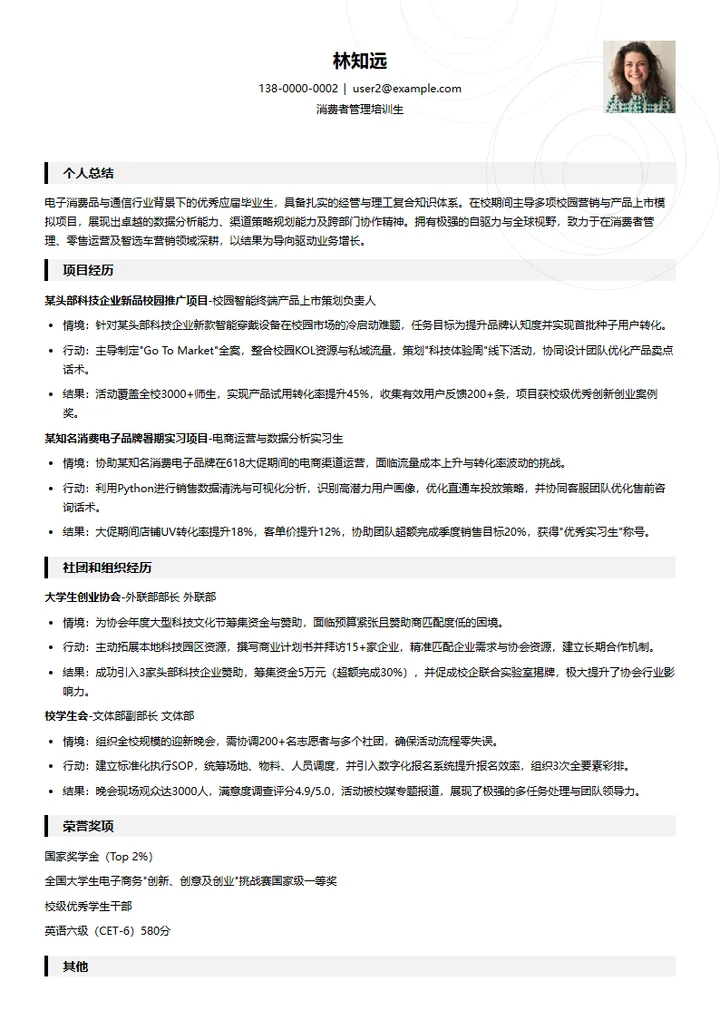 林知远
138-0000-0002 | user2@example.com
消费者管理培训生
个人总结
电子消费品与通信行业背景下的优秀应届毕业生，具备扎实的经管与理工复合知识体系。在校期间主导多项校园营销与产品上市模
拟项目，展现出卓越的数据分析能力、渠道策略规划能力及跨部门协作精神。拥有极强的自驱力与全球视野，致力于在消费者管
理、零售运营及智选车营销领域深耕，以结果为导向驱动业务增长。
项目经历
某头部科技企业新品校园推广项目-校园智能终端产品上市策划负责人
• 情境：针对某头部科技企业新款智能穿戴设备在校园市场的冷启动难题，任务目标为提升品牌认知度并实现首批种子用户转化。
• 行动：主导制定"Go To Market"全案，整合校园KOL资源与私域流量，策划"科技体验周"线下活动，协同设计团队优化产品卖点
话术。
• 结果：活动覆盖全校3000+师生，实现产品试用转化率提升45%，收集有效用户反馈200+条，项目获校级优秀创新创业案例
奖。
某知名消费电子品牌暑期实习项目-电商运营与数据分析实习生
• 情境：协助某知名消费电子品牌在618大促期间的电商渠道运营，面临流量成本上升与转化率波动的挑战。
• 行动：利用Python进行销售数据清洗与可视化分析，识别高潜力用户画像，优化直通车投放策略，并协同客服团队优化售前咨
询话术。
• 结果：大促期间店铺UV转化率提升18%，客单价提升12%，协助团队超额完成季度销售目标20%，获得"优秀实习生"称号。
社团和组织经历
大学生创业协会-外联部部长 外联部
• 情境：为协会年度大型科技文化节筹集资金与赞助，面临预算紧张且赞助商匹配度低的困境。
• 行动：主动拓展本地科技园区资源，撰写商业计划书并拜访15+家企业，精准匹配企业需求与协会资源，建立长期合作机制。
• 结果：成功引入3家头部科技企业赞助，筹集资金5万元（超额完成30%），并促成校企联合实验室揭牌，极大提升了协会行业影
响力。
校学生会-文体部副部长 文体部
• 情境：组织全校规模的迎新晚会，需协调200+名志愿者与多个社团，确保活动流程零失误。
• 行动：建立标准化执行SOP，统筹场地、物料、人员调度，并引入数字化报名系统提升报名效率，组织3次全要素彩排。
• 结果：晚会现场观众达3000人，满意度调查评分4.9/5.0，活动被校媒专题报道，展现了极强的多任务处理与团队领导力。
荣誉奖项
国家奖学金（Top 2%）
全国大学生电子商务"创新、创意及创业"挑战赛国家级一等奖
校级优秀学生干部
英语六级（CET-6）580分
其他